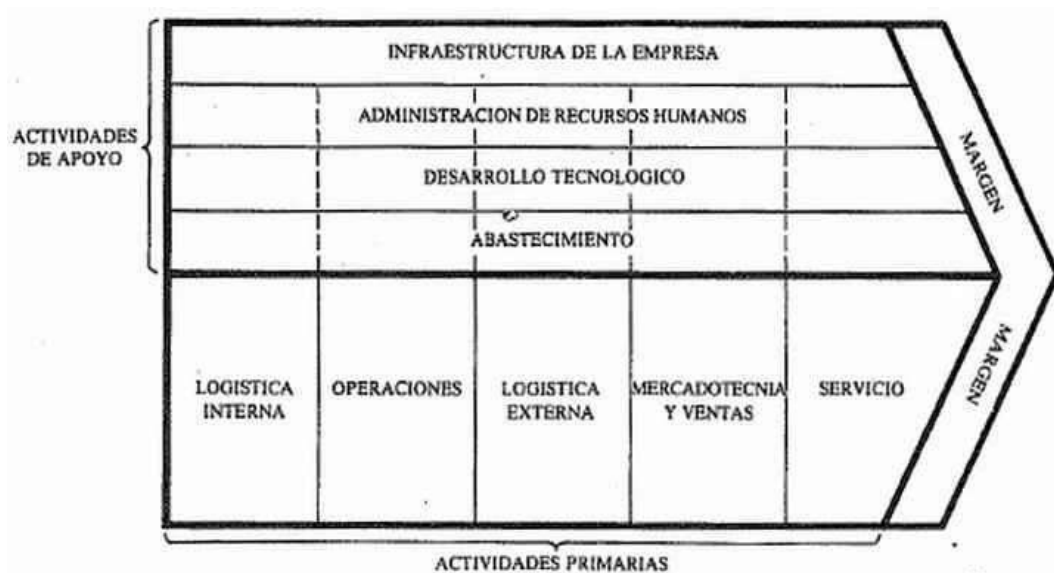 INFRAESTRUCTURA DE LA EMPRESA
ADMINISTRACION DE RECURSOS HUMANOS
ACTIVIDADES
DE APOYO
DESARROLLO TECNOLOGICO
ABASTECIMIENTO
MARGEN
LOGISTICA
INTERNA
OPERACIONES
LOGISTICA
EXTERNA
MERCADOTECNIA
Y VENTAS
SERVICIO
MARGEN
ACTIVIDADES PRIMARIAS